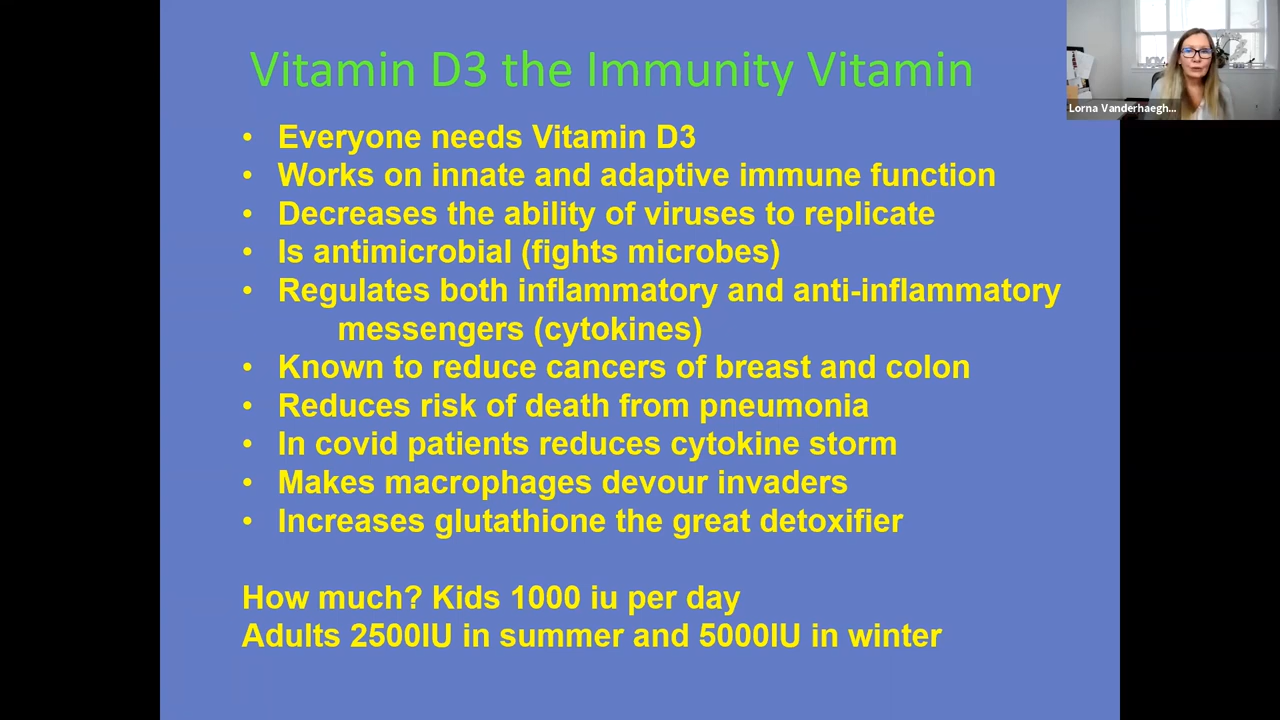 Vitamin D3 the Immunity Vitamin
Lorna Vanderhaegh...
• Everyone needs Vitamin D3
• Works on innate and adaptive immune function
• Decreases the ability of viruses to replicate
• Is antimicrobial (fights microbes)
• Regulates both inflammatory and anti-inflammatory
messengers (cytokines)
• Known to reduce cancers of breast and colon
• Reduces risk of death from pneumonia
• In covid patients reduces cytokine storm
• Makes macrophages devour invaders
• Increases glutathione the great detoxifier
How much? Kids 1000 iu per day
Adults 2500IU in summer and 5000IU in winter